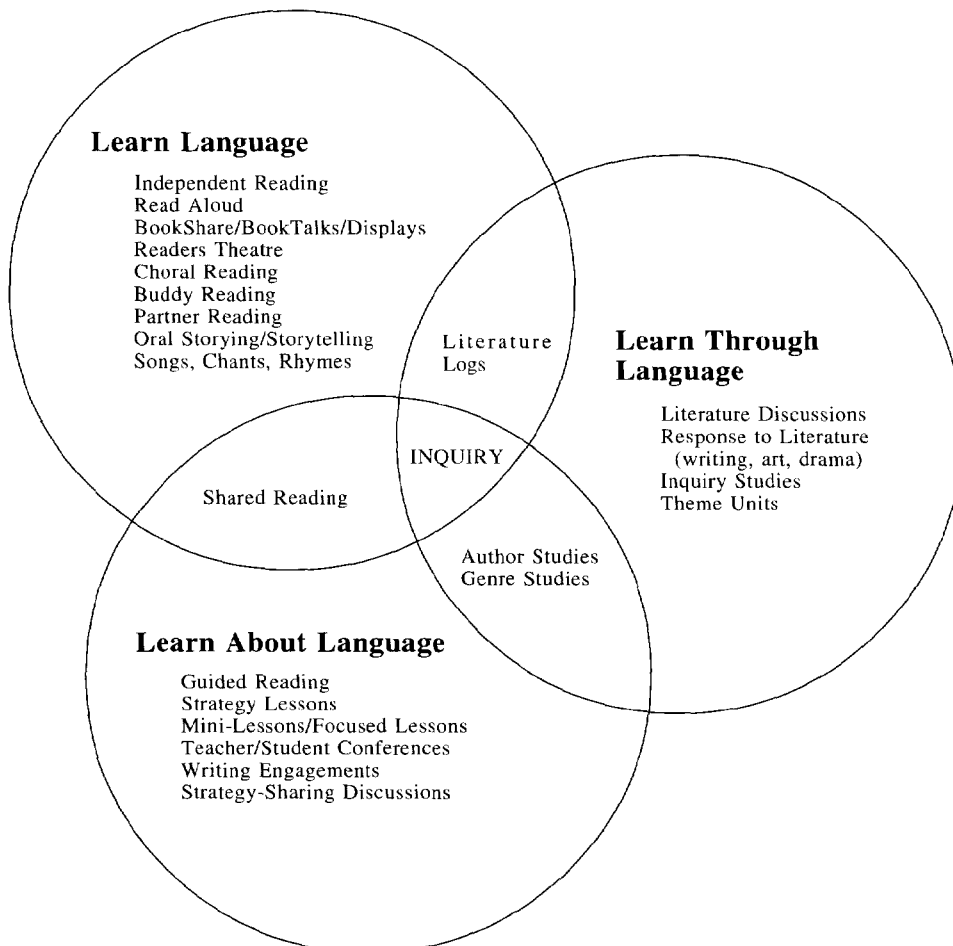 Learn Language
Independent Reading
Read Aloud
BookShare/BookTalks/Displays
Readers Theatre
Choral Reading
Buddy Reading
Partner Reading
Oral Storying/Storytelling
Songs, Chants, Rhymes
Literature
Logs
Learn Through
Language
Literature Discussions
Response to Literature
(writing, art, drama)
Inquiry Studies
Theme Units
INQUIRY
Shared Reading
Author Studies
Genre Studies
Learn About Language
Guided Reading
Strategy Lessons
Mini-Lessons/Focused Lessons
Teacher/Student Conferences
Writing Engagements
Strategy-Sharing Discussions